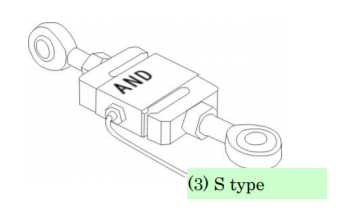 AND
(3) S type